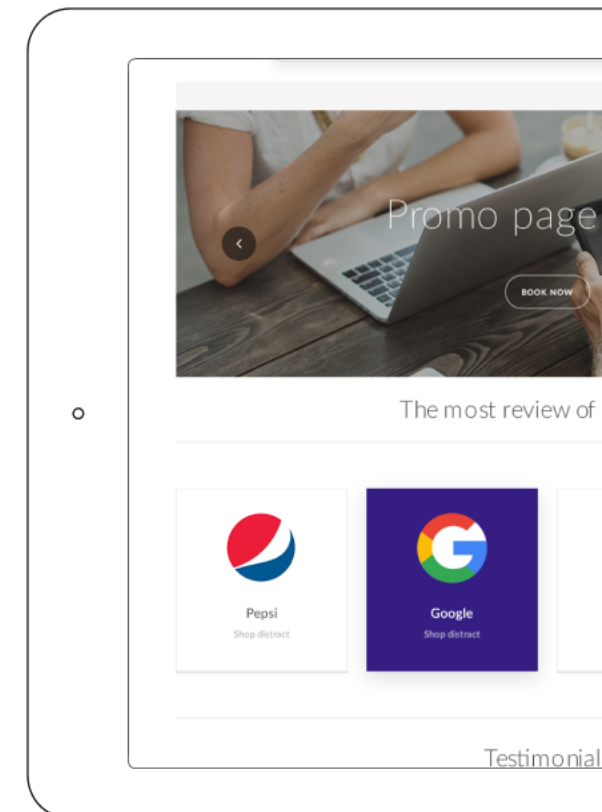 Promo page
BOOK NOW
The most review of
Pepsi
Shop distract
Google
Shop distract
Testimonial